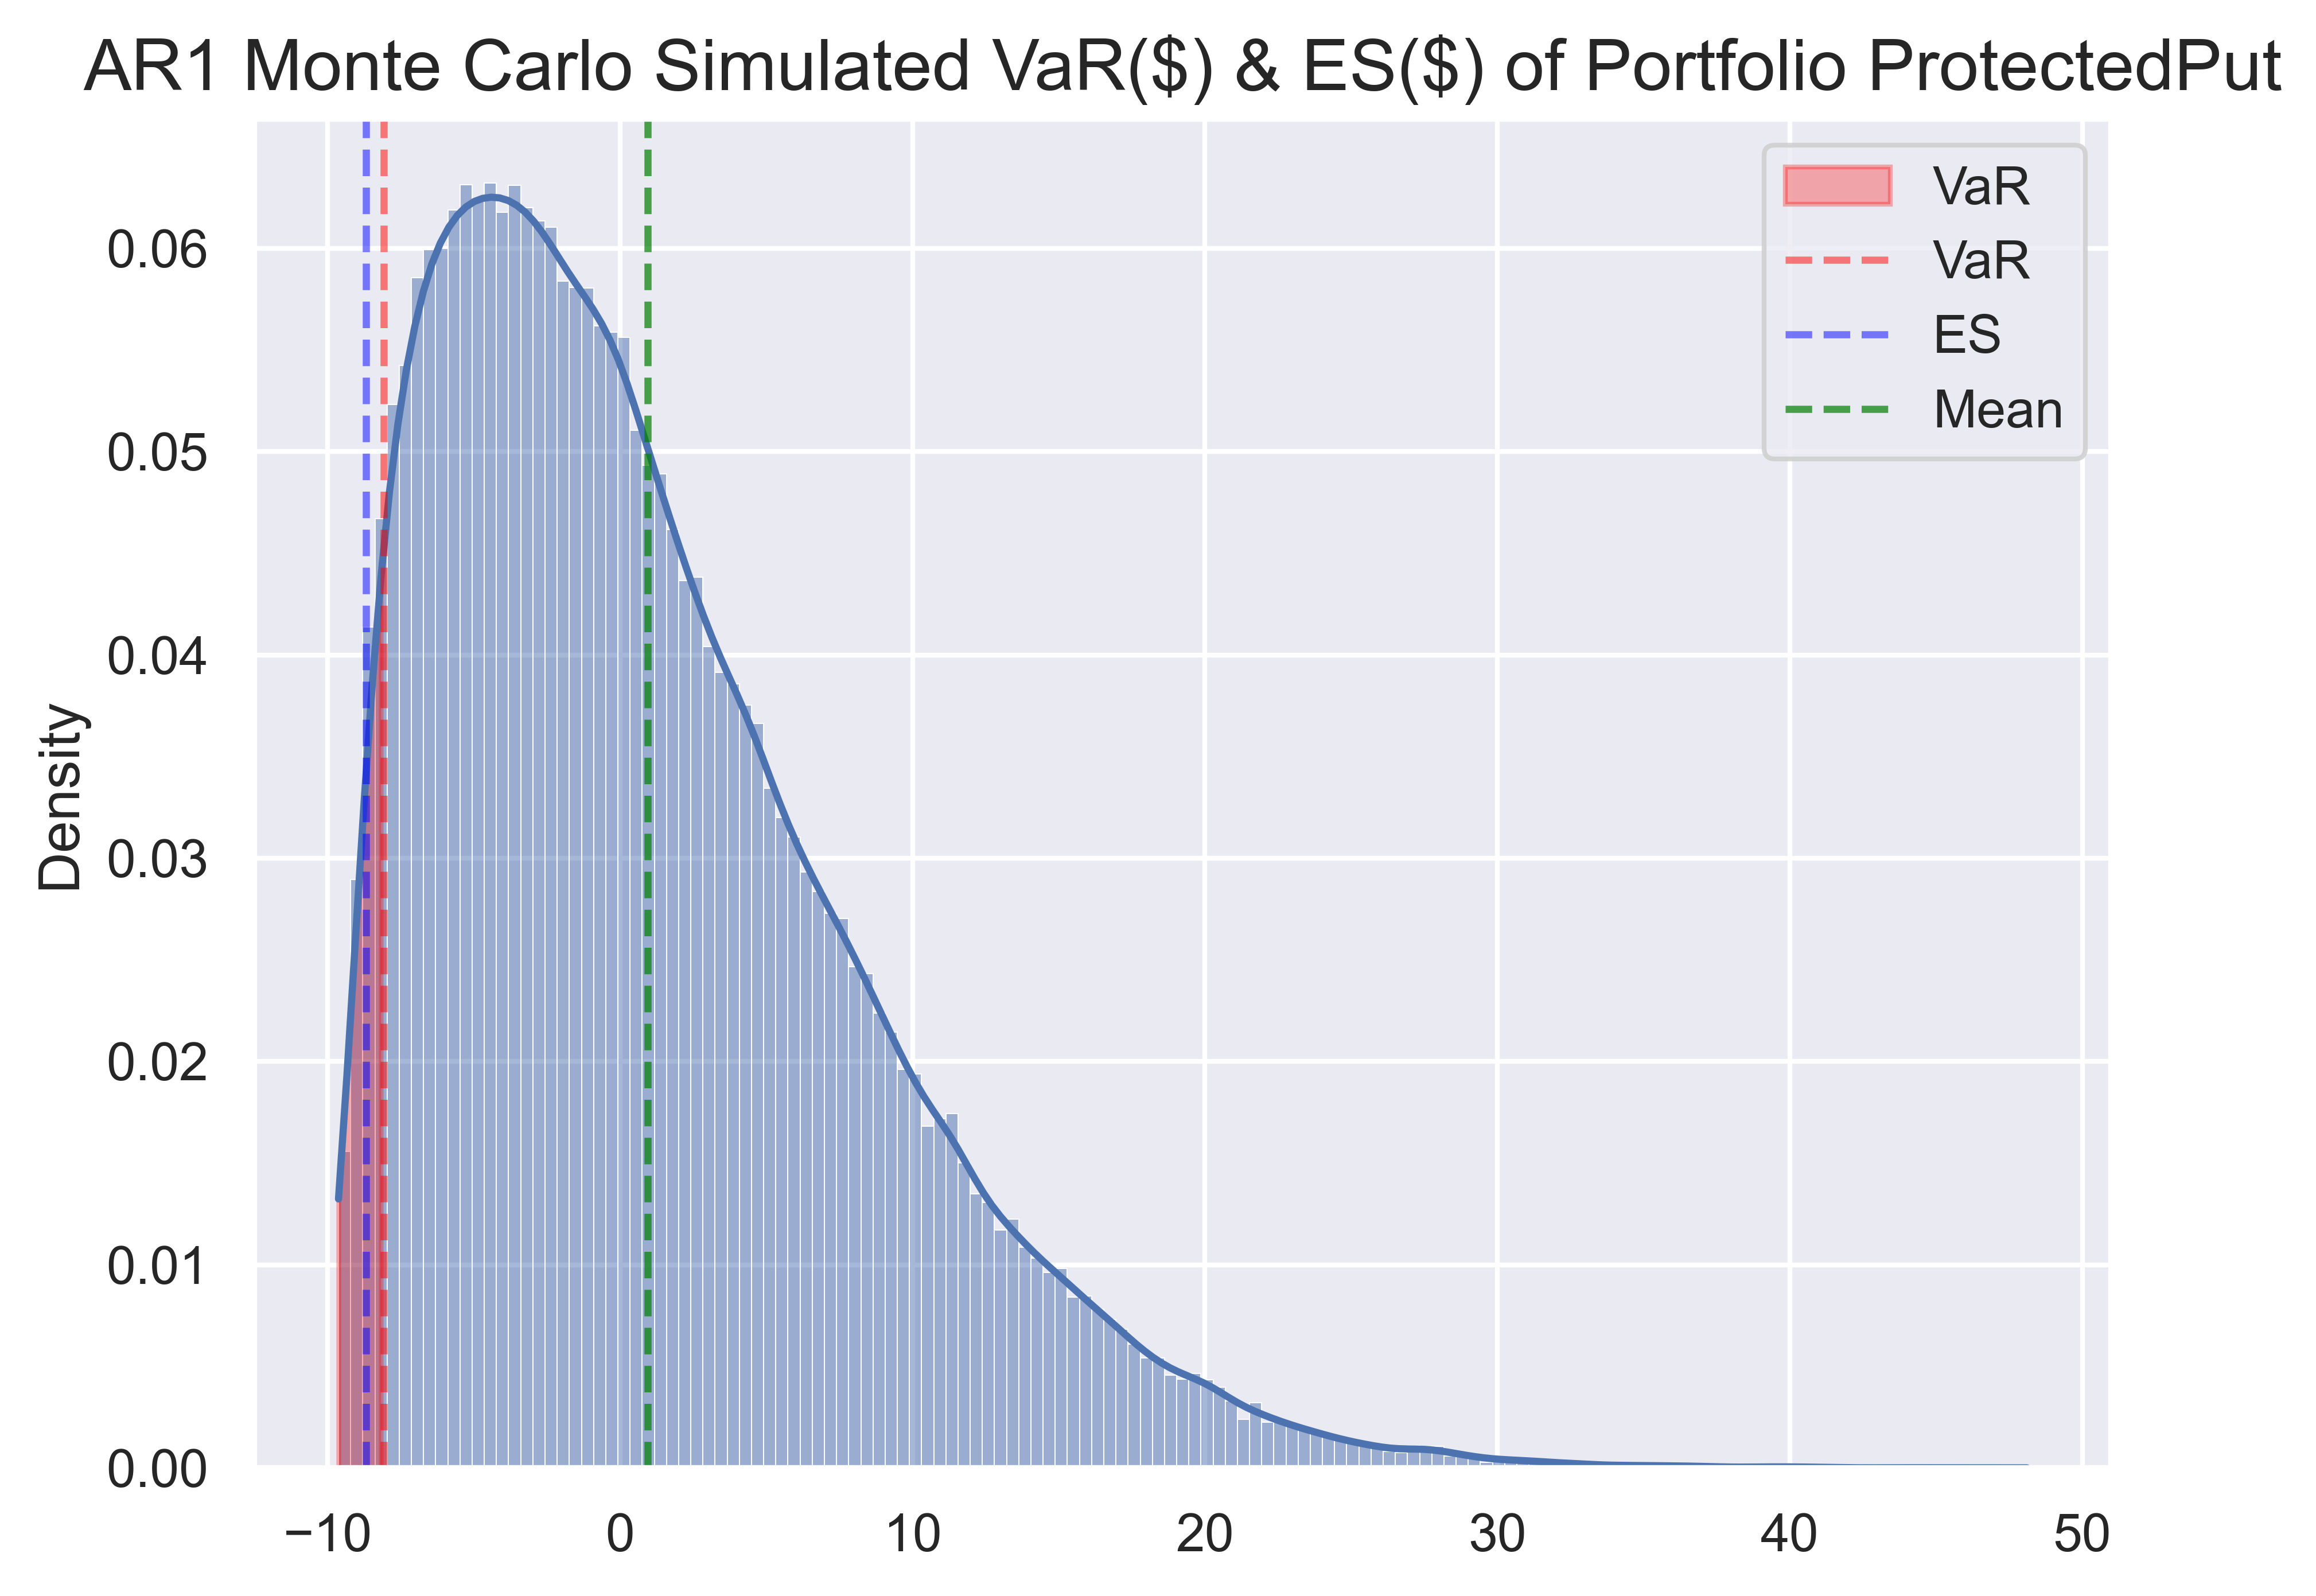 AR1 Monte Carlo Simulated VaR($) & ES($) of Portfolio ProtectedPut
VaR
VaR
ES
Mean
Density
0.06
0.05
0.04
0.03
0.02
0.01
0.00
−10 0 10 20 30 40 50